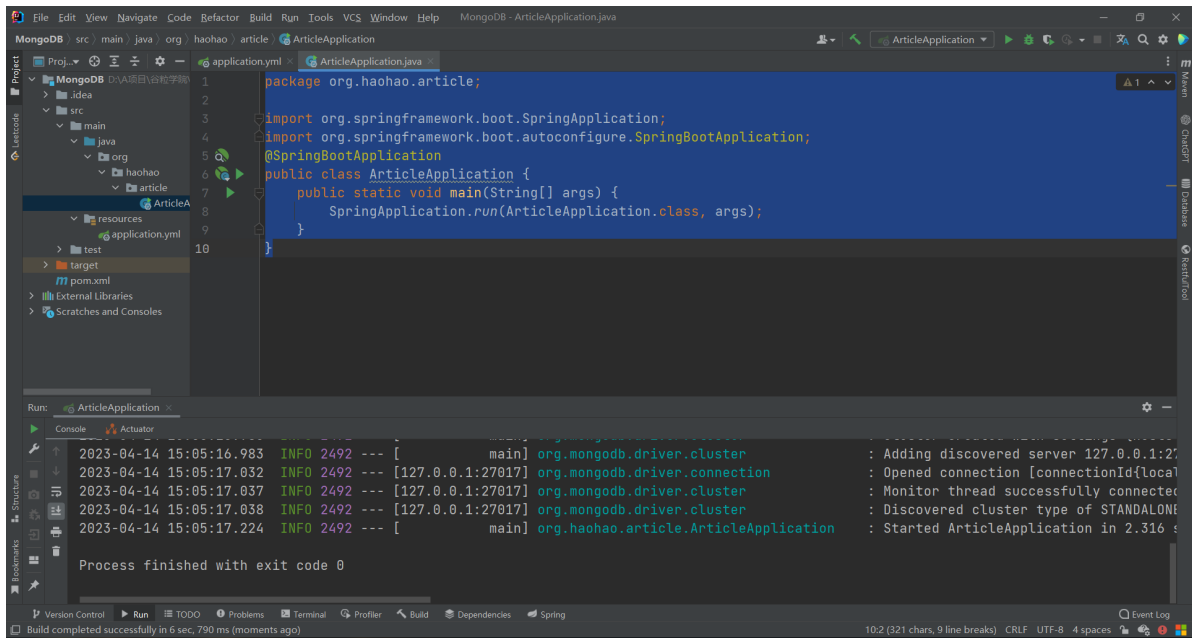 File Edit View Navigate Code Refactor Build Run Tools VCS Window Help MongoDB - ArticleApplication.java
MongoDB src main java org haohao article ArticleApplication ArticleApplication
Project Proj... application.yml ArticleApplication.java
MongoDB D:\A项目\谷粒学院\
.idea
src
main
java
org
haohao
article
ArticleA
resources
application.yml
test
target
pom.xml
External Libraries
Scratches and Consoles
Leetcode
1 package org.haohao.article;
2
3 import org.springframework.boot.SpringApplication;
4 import org.springframework.boot.autoconfigure.SpringBootApplication;
5 @SpringBootApplication
6 public class ArticleApplication {
7 public static void main(String[] args) {
8 SpringApplication.run(ArticleApplication.class, args);
9 }
10 }
1
m Maven
ChatGPT
Database
RestfulTool
Run: ArticleApplication
Console Actuator
2023-04-14 15:05:16.983 INFO 2492 --- [ main] org.mongodb.driver.cluster : Adding discovered server 127.0.0.1:27
2023-04-14 15:05:17.032 INFO 2492 --- [127.0.0.1:27017] org.mongodb.driver.connection : Opened connection [connectionId{local
2023-04-14 15:05:17.037 INFO 2492 --- [127.0.0.1:27017] org.mongodb.driver.cluster : Monitor thread successfully connected
2023-04-14 15:05:17.038 INFO 2492 --- [127.0.0.1:27017] org.mongodb.driver.cluster : Discovered cluster type of STANDALONE
2023-04-14 15:05:17.224 INFO 2492 --- [ main] org.haohao.article.ArticleApplication : Started ArticleApplication in 2.316 s
Process finished with exit code 0
Structure
Bookmarks
Version Control Run TODO Problems Terminal Profiler Build Dependencies Spring Event Log
Build completed successfully in 6 sec, 790 ms (moments ago) 10:2 (321 chars, 9 line breaks) CRLF UTF-8 4 spaces